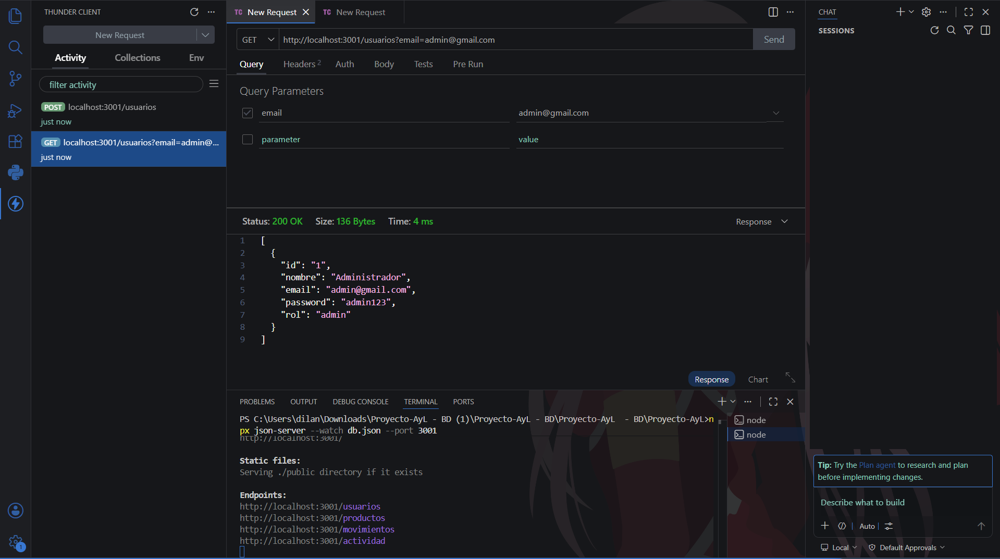 THUNDER CLIENT
New Request
Activity
Collections
Env
filter activity
POST localhost:3001/usuarios
just now
GET localhost:3001/usuarios?email=admin@...
just now
TC New Request
TC New Request
GET
http://localhost:3001/usuarios?email=admin@gmail.com
Send
Query
Headers 2
Auth
Body
Tests
Pre Run
Query Parameters
email
admin@gmail.com
parameter
value
Status: 200 OK
Size: 136 Bytes
Time: 4 ms
Response
1 [
2 {
3 "id": "1",
4 "nombre": "Administrador",
5 "email": "admin@gmail.com",
6 "password": "admin123",
7 "rol": "admin"
8 }
9 ]
Response
Chart
PROBLEMS
OUTPUT
DEBUG CONSOLE
TERMINAL
PORTS
PS C:\Users\dilan\Downloads\Proyecto-AyL - BD (1)\Proyecto-AyL - BD\Proyecto-AyL  - BD\Proyecto-AyL>n
px json-server --watch db.json --port 3001
http://localhost:3001/
Static files:
Serving ./public directory if it exists
Endpoints:
http://localhost:3001/usuarios
http://localhost:3001/productos
http://localhost:3001/movimientos
http://localhost:3001/actividad
node
node
CHAT
SESSIONS
Tip: Try the Plan agent to research and plan
before implementing changes.
Describe what to build
Auto
Local
Default Approvals
1